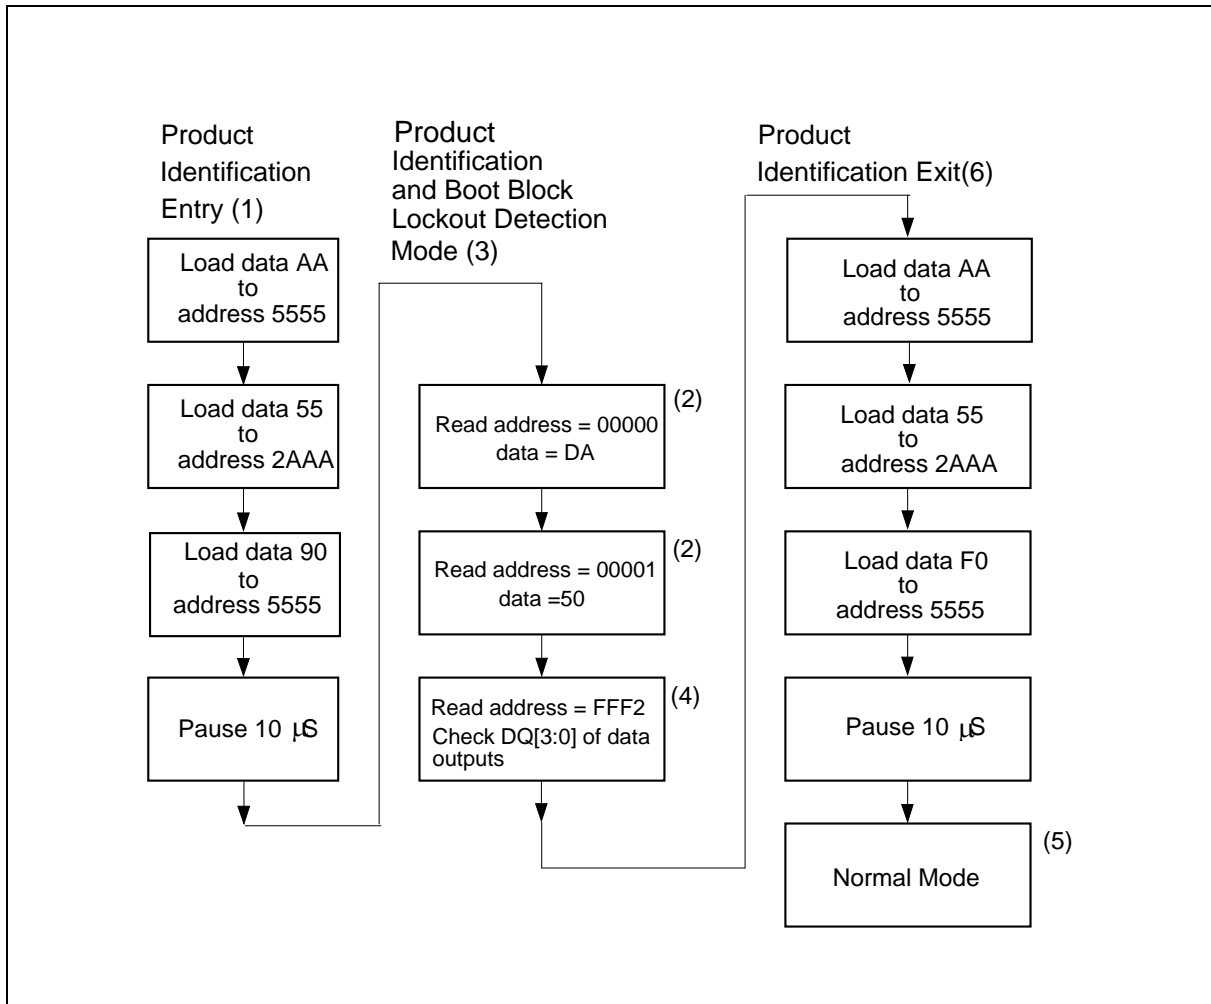 Product
Identification
Entry (1)
Load data AA
to
address 5555
Load data 55
to
address 2AAA
Load data 90
to
address 5555
Pause 10 µS
Product
Identification
and Boot Block
Lockout Detection
Mode (3)
(2)
Read address = 00000
data = DA
(2)
Read address = 00001
data =50
(4)
Read address = FFF2
Check DQ[3:0] of data
outputs
Product
Identification Exit(6)
Load data AA
to
address 5555
Load data 55
to
address 2AAA
Load data F0
to
address 5555
Pause 10 µS
(5)
Normal Mode